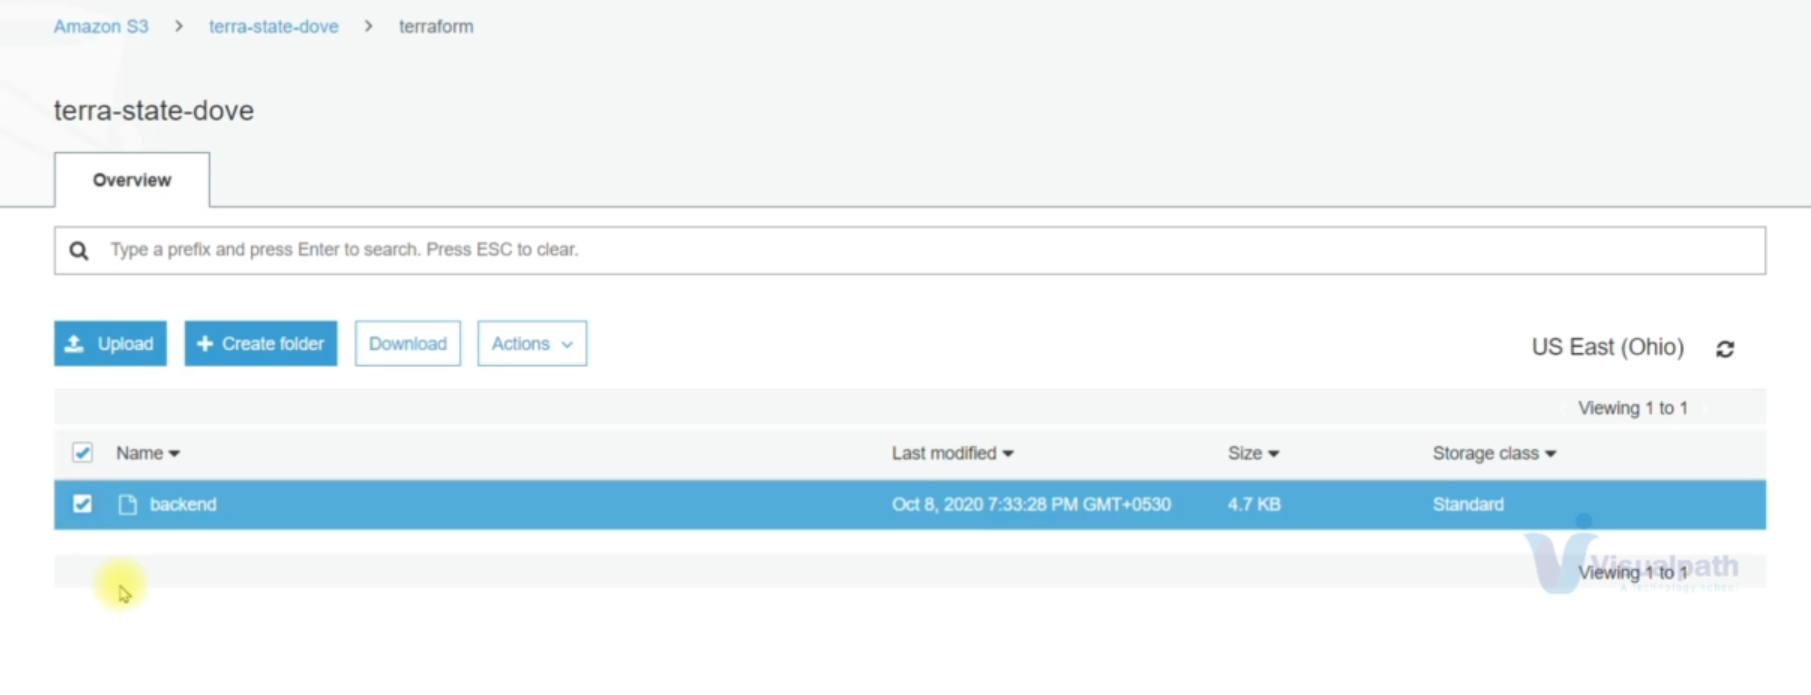 Amazon S3 > terra-state-dove > terraform
terra-state-dove
Overview
Type a prefix and press Enter to search. Press ESC to clear.
Upload + Create folder Download Actions
US East (Ohio)
Viewing 1 to 1
Name Last modified Size Storage class
backend Oct 8, 2020 7:33:28 PM GMT+0530 4.7 KB Standard
Visualpath
Viewing 1 to 1
A technology school